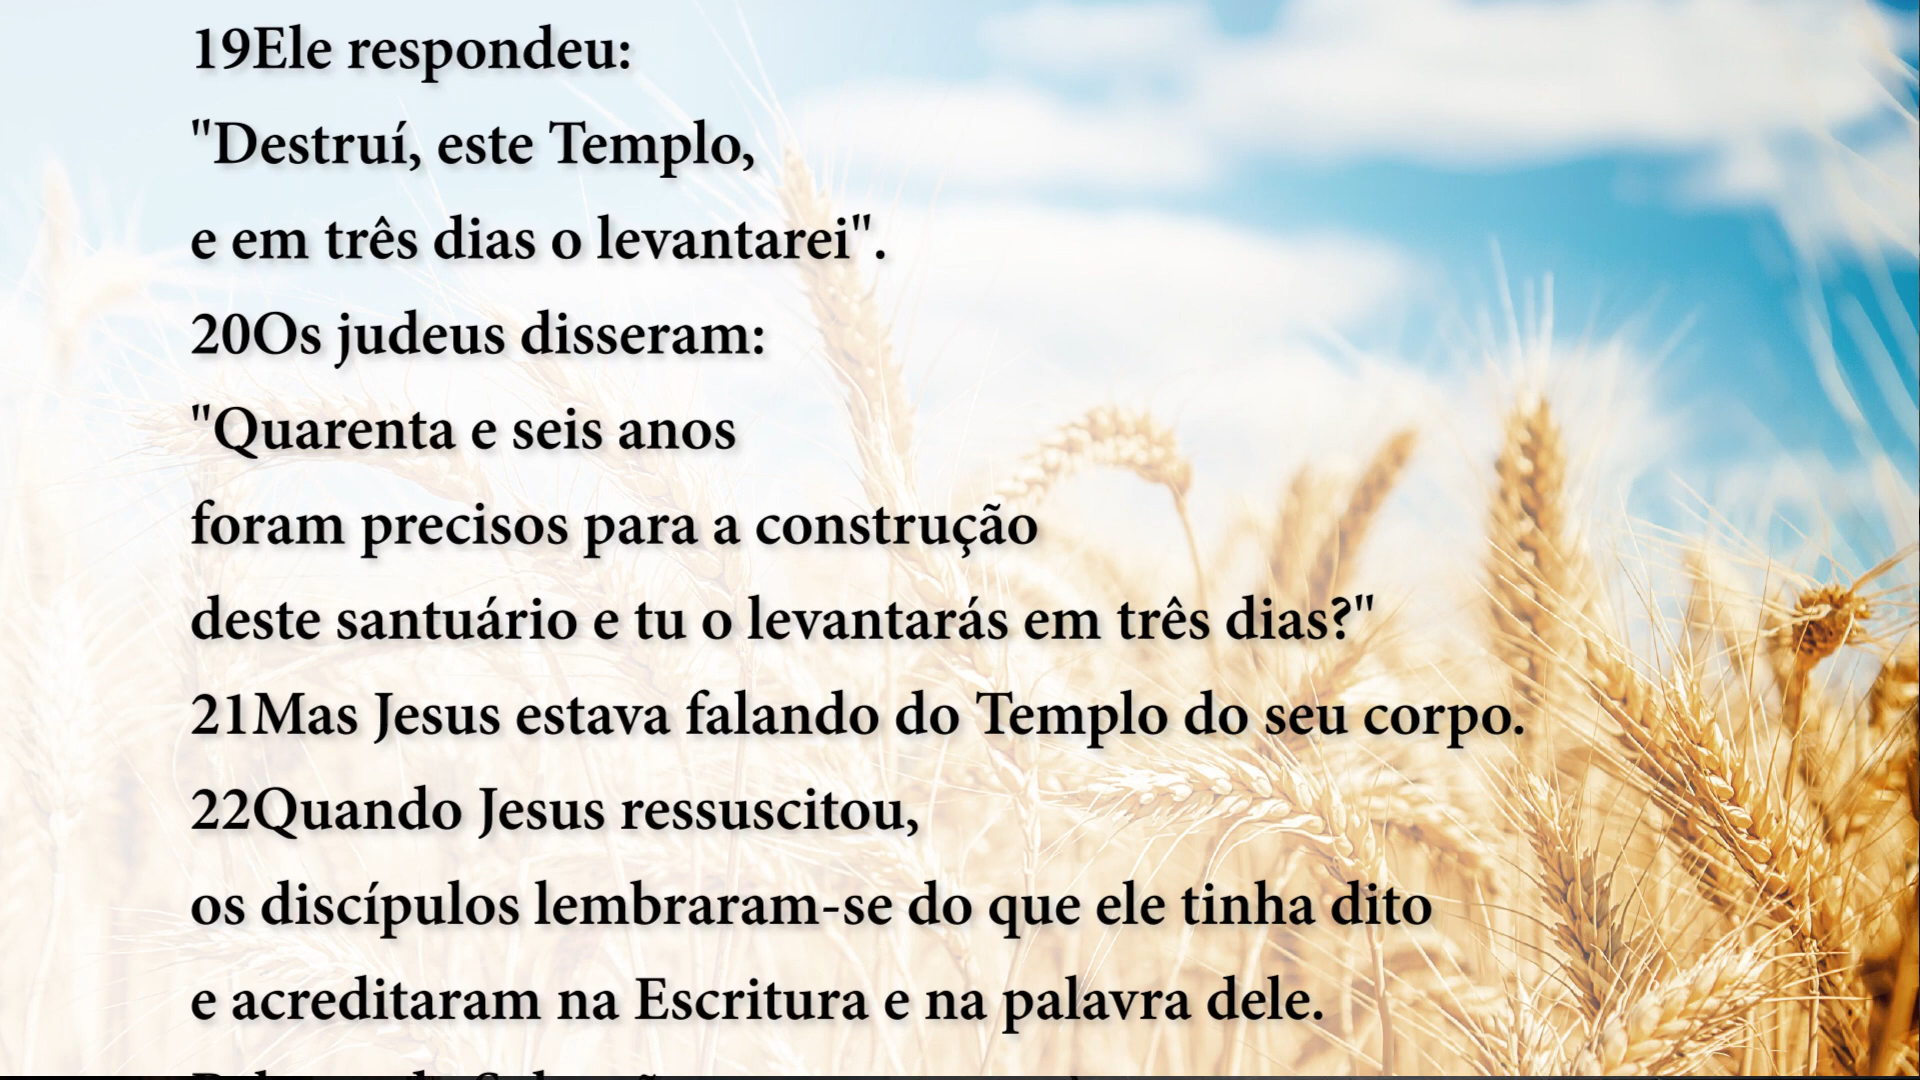 19Ele respondeu:
"Destruí, este Templo,
e em três dias o levantarei".
20Os judeus disseram:
"Quarenta e seis anos
foram precisos para a construção
deste santuário e tu o levantarás em três dias?"
21Mas Jesus estava falando do Templo do seu corpo.
22Quando Jesus ressuscitou,
os discípulos lembraram-se do que ele tinha dito
e acreditaram na Escritura e na palavra dele.